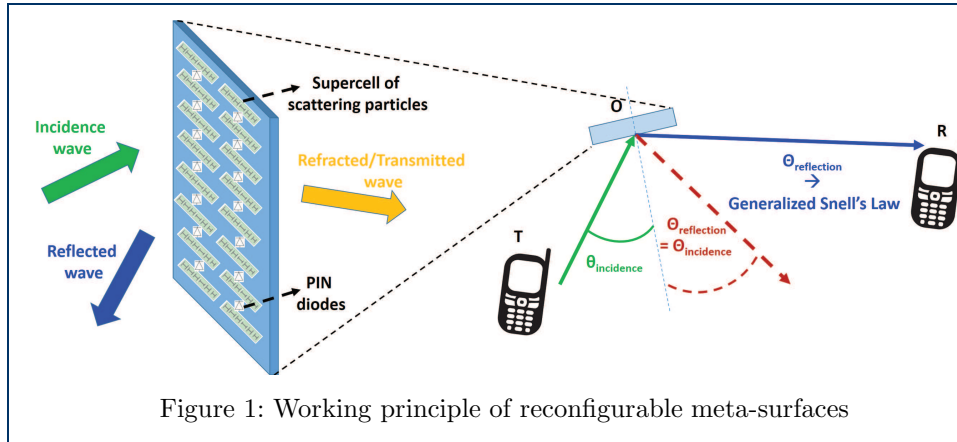 Supercell of
scattering particles
Incidence
wave
Refracted/Transmitted
wave
Reflected
wave
PIN
diodes
O
R
T
Θreflection
→
Generalized Snell's Law
Θreflection
= Θincidence
θincidence
Figure 1: Working principle of reconfigurable meta-surfaces